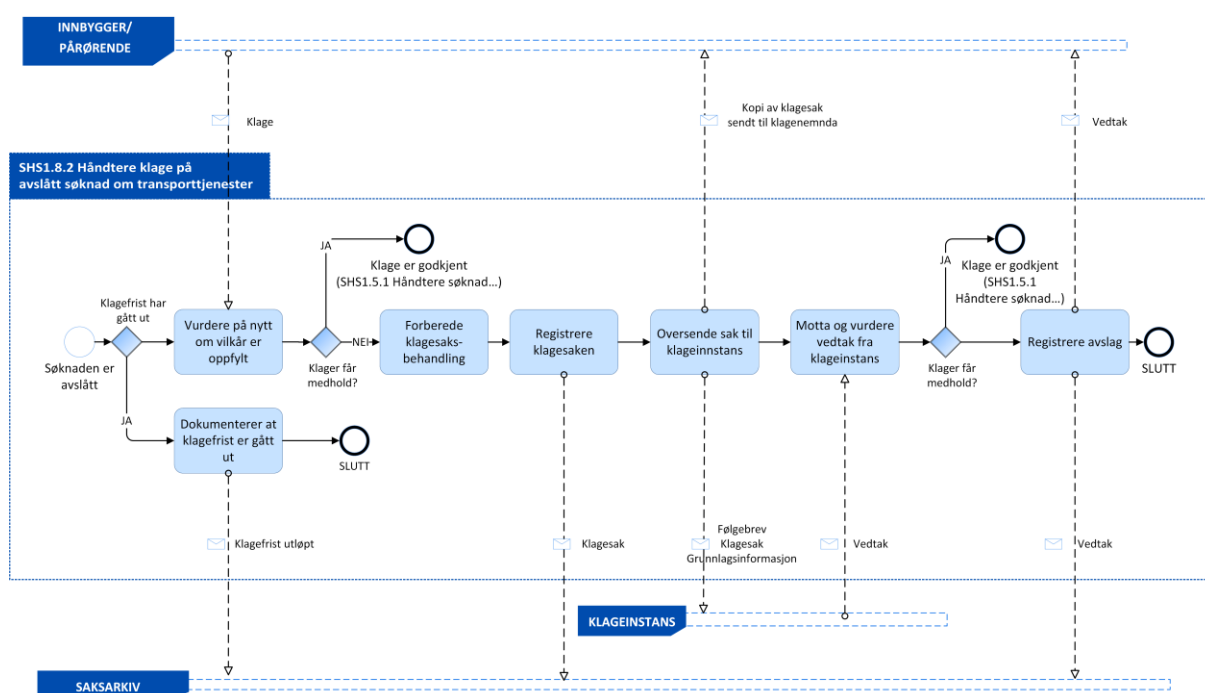 INNBYGGER/
PÅRØRENDE
Klage
Kopi av klagesak
sendt til klagenemnda
Vedtak
SHS1.8.2 Håndtere klage på
avslått søknad om transporttjenester
JA
Klage er godkjent
(SHS1.5.1 Håndtere søknad...)
JA
Klage er godkjent
(SHS1.5.1
Håndtere søknad...)
Klagefrist har
gått ut
Søknaden er
avslått
Vurdere på nytt
om vilkår er
oppfylt
Klager får
medhold?
NEI
Forberede
klagesaks-
behandling
Registrere
klagesaken
Oversende sak til
klageinnstans
Motta og vurdere
vedtak fra
klageinstans
Klager får
medhold?
Registrere avslag
SLUTT
JA
Dokumenterer at
klagefrist er gått
ut
SLUTT
Klagefrist utløpt
Klagesak
Følgebrev
Klagesak
Grunnlagsinformasjon
Vedtak
Vedtak
KLAGEINSTANS
SAKSARKIV